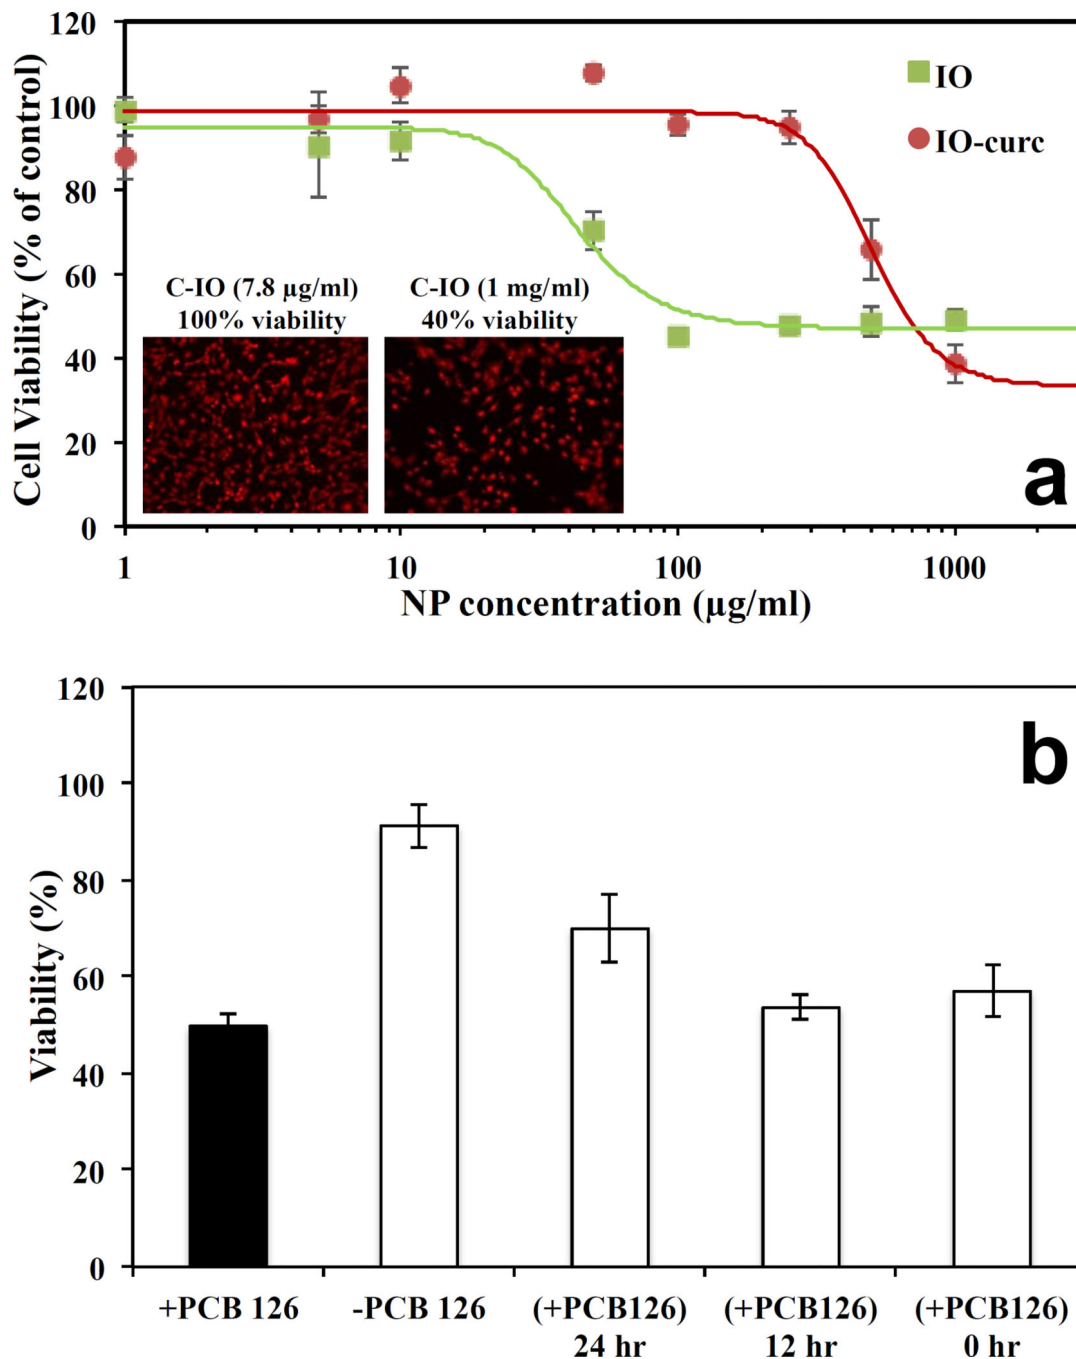 120
100
80
60
40
20
0
Cell Viability (% of control)
IO
IO-curc
C-IO (7.8 µg/ml)
100% viability
C-IO (1 mg/ml)
40% viability
a
1
10
100
1000
NP concentration (µg/ml)
120
100
80
60
40
20
0
Viability (%)
b
+PCB 126
-PCB 126
(+PCB126)
24 hr
(+PCB126)
12 hr
(+PCB126)
0 hr